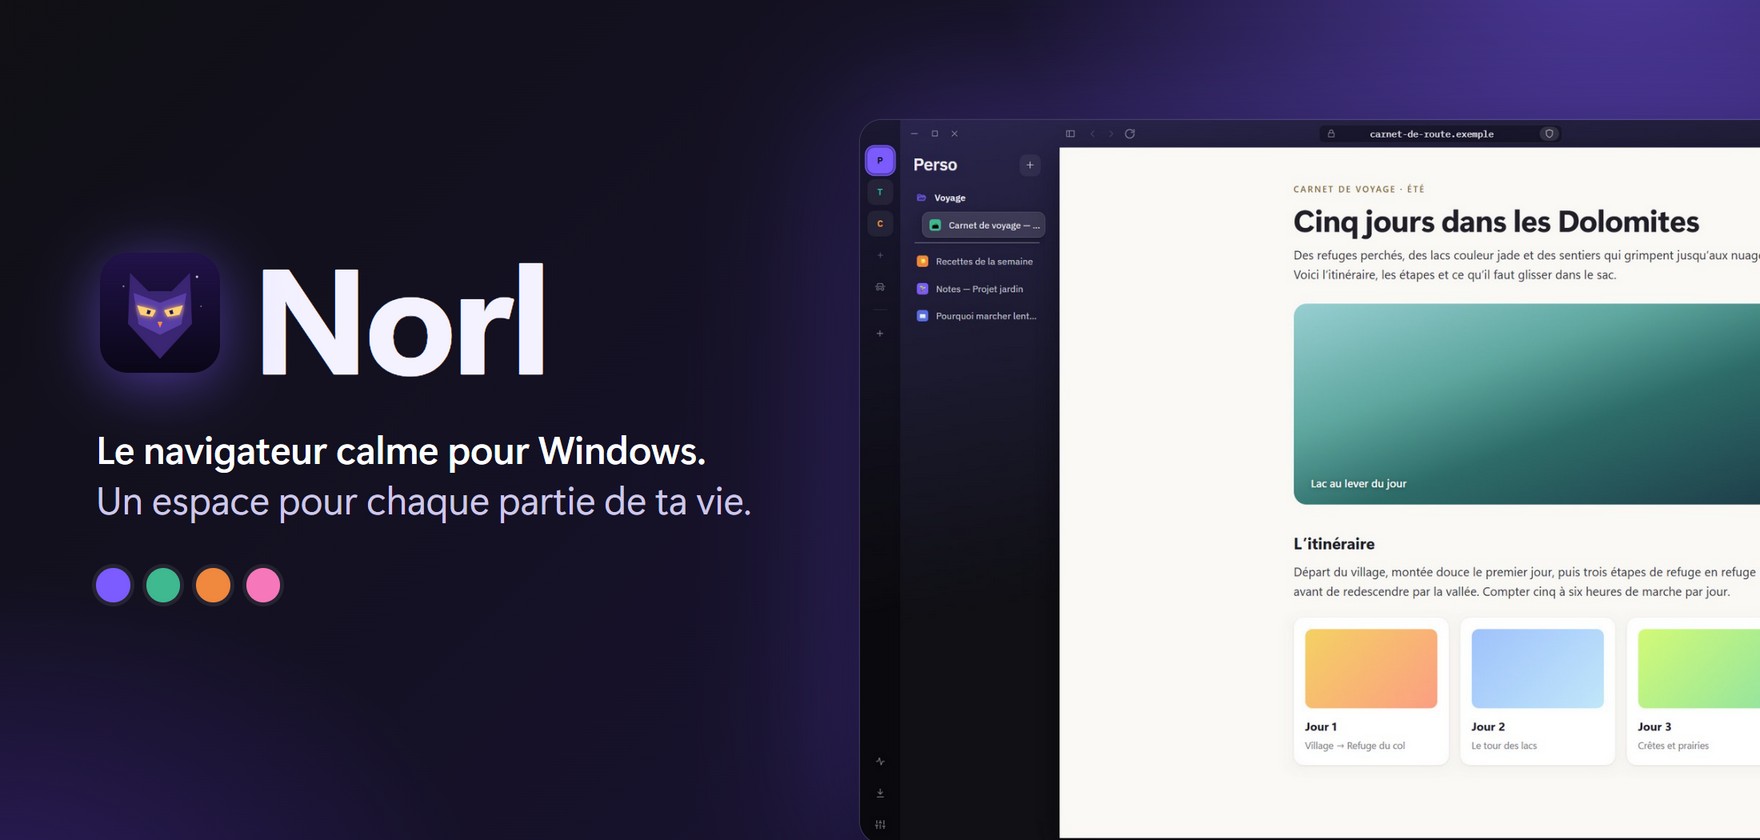 Norl
Le navigateur calme pour Windows.
Un espace pour chaque partie de ta vie.
P
T
C
Perso
Voyage
Carnet de voyage — ...
Recettes de la semaine
Notes — Projet jardin
Pourquoi marcher lent...
carnet-de-route.exemple
CARNET DE VOYAGE · ÉTÉ
Cinq jours dans les Dolomites
Des refuges perchés, des lacs couleur jade et des sentiers qui grimpent jusqu'aux nuag
Voici l'itinéraire, les étapes et ce qu'il faut glisser dans le sac.
Lac au lever du jour
L'itinéraire
Départ du village, montée douce le premier jour, puis trois étapes de refuge en refuge
avant de redescendre par la vallée. Compter cinq à six heures de marche par jour.
Jour 1
Village → Refuge du col
Jour 2
Le tour des lacs
Jour 3
Crêtes et prairies